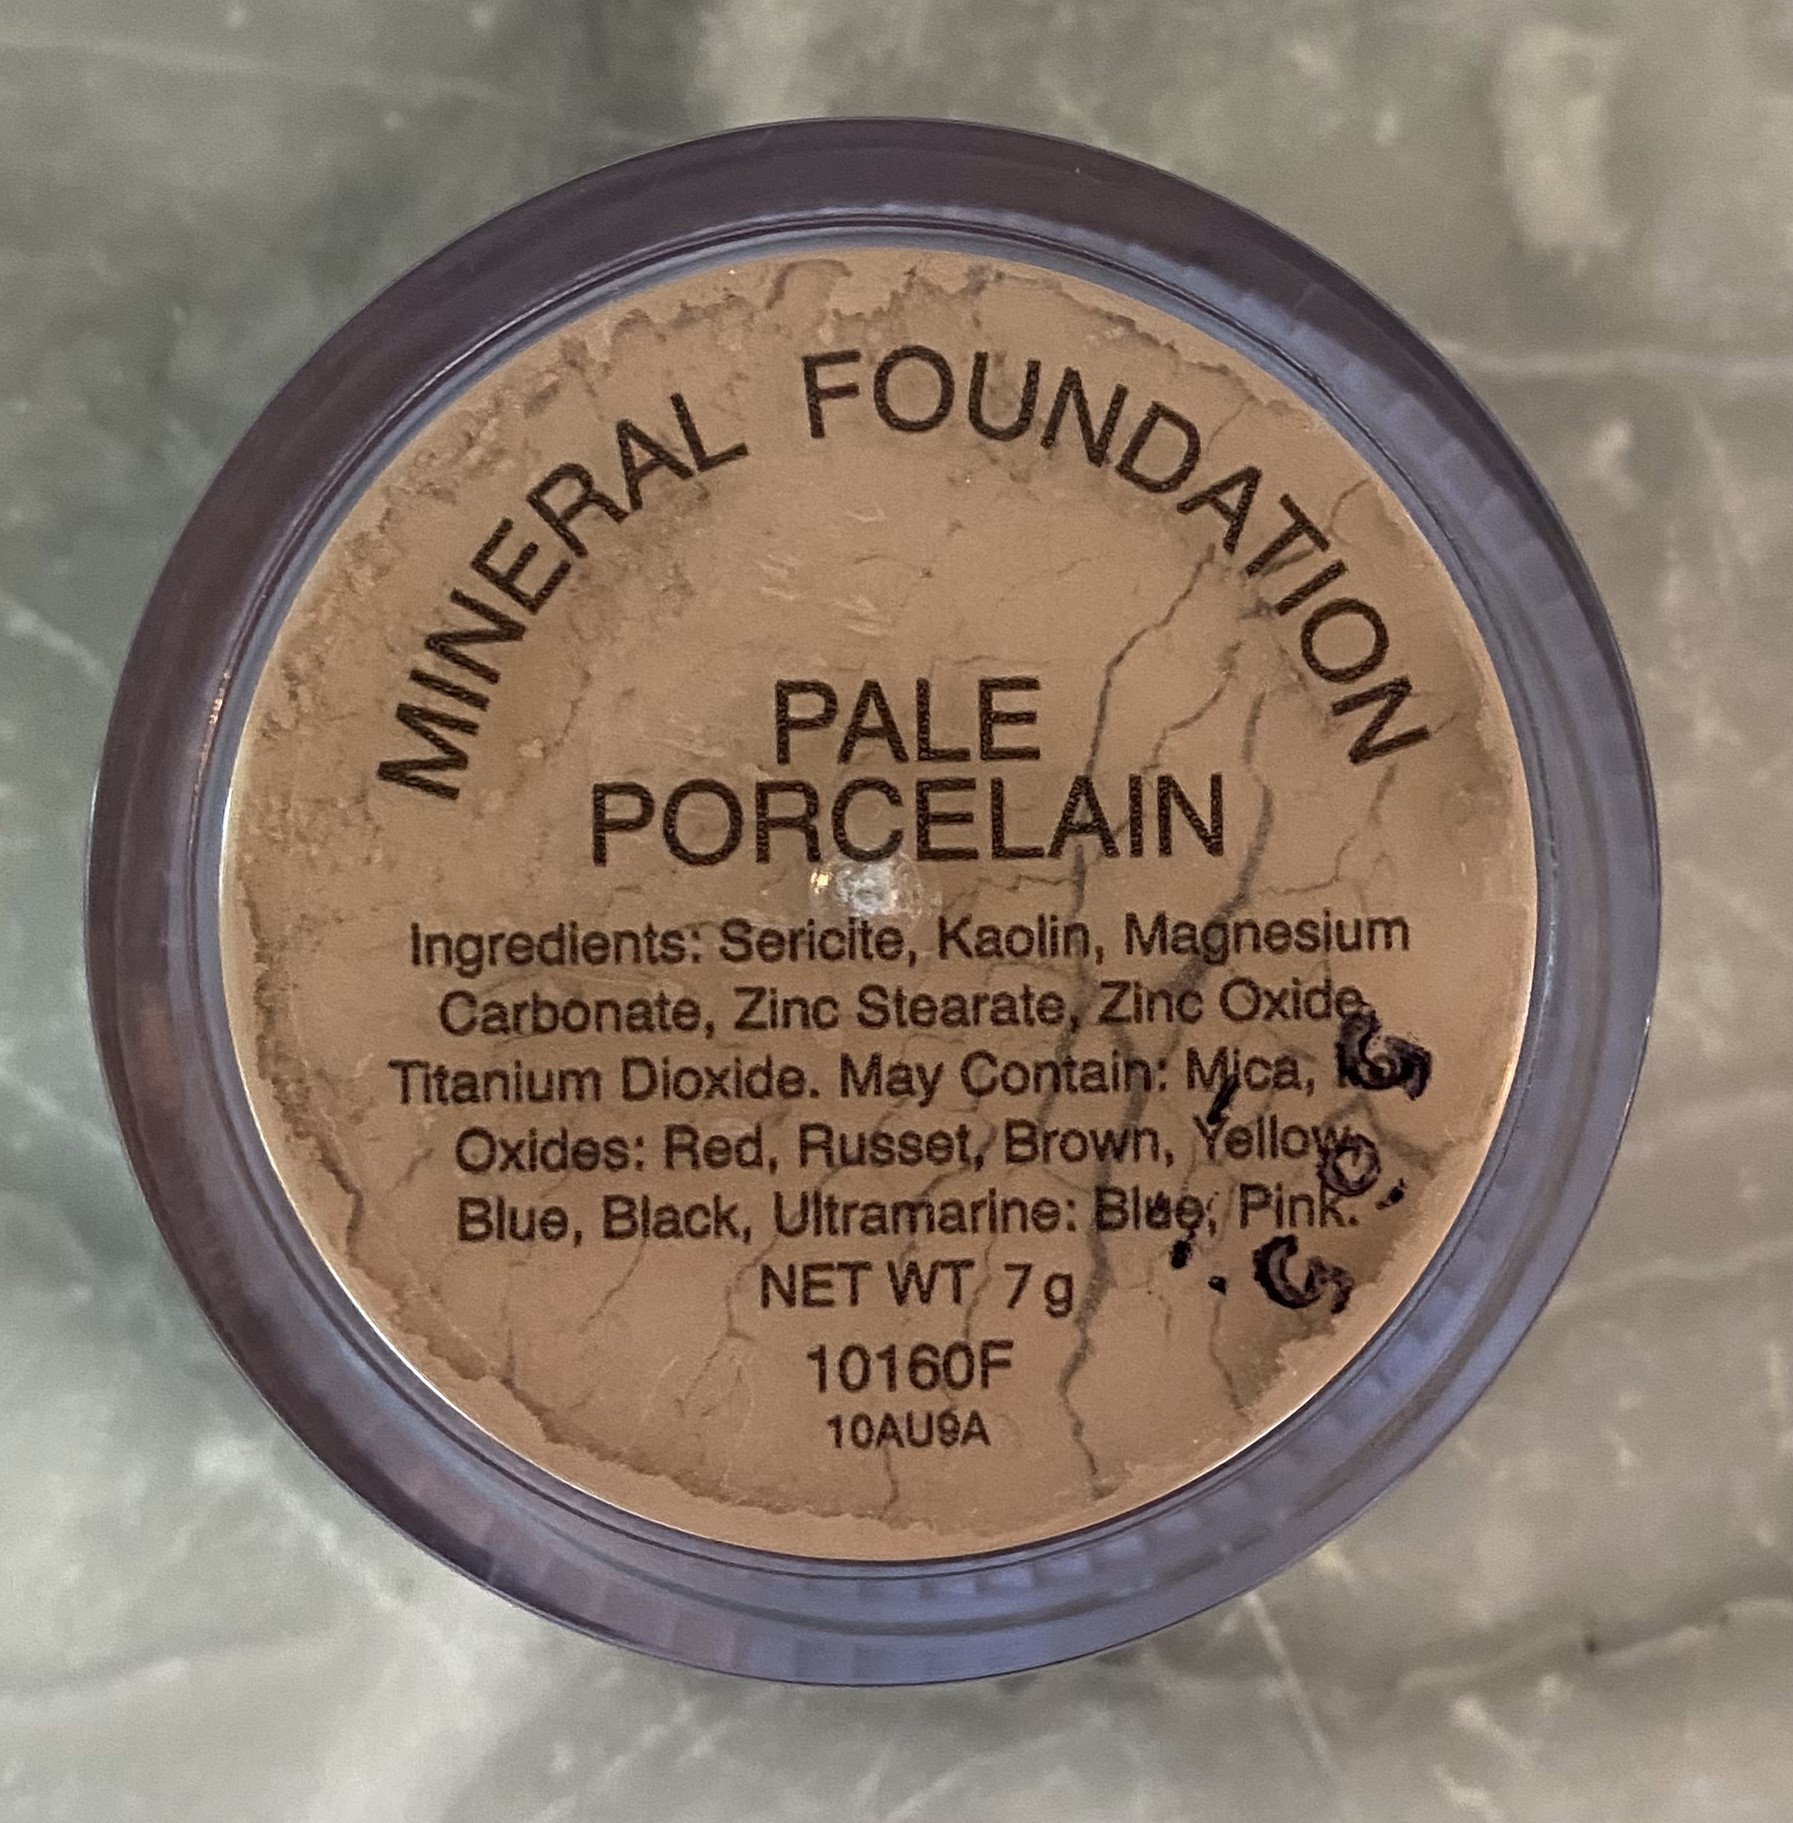 MINERAL FOUNDATION
PALE
PORCELAIN
Ingredients: Sericite, Kaolin, Magnesium
Carbonate, Zinc Stearate, Zinc Oxide,
Titanium Dioxide. May Contain: Mica,
Oxides: Red, Russet, Brown, Yellow,
Blue, Black, Ultramarine: Blue, Pink.
NET WT 7g
10160F
10AU9A